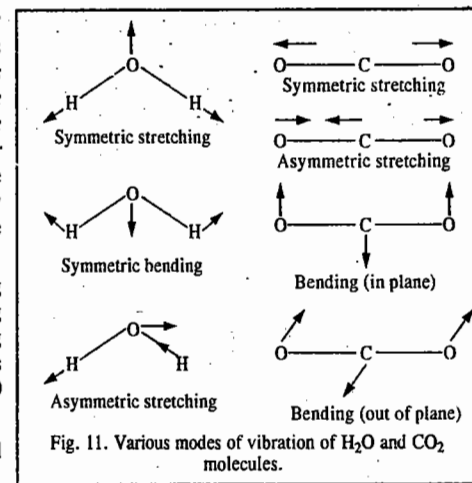 O
H H
Symmetric stretching
O C O
Symmetric stretching
O C O
Asymmetric stretching
O
H H
Symmetric bending
O C O
Bending (in plane)
O
H H
Asymmetric stretching
O C O
Bending (out of plane)
Fig. 11. Various modes of vibration of H₂O and CO₂
molecules.